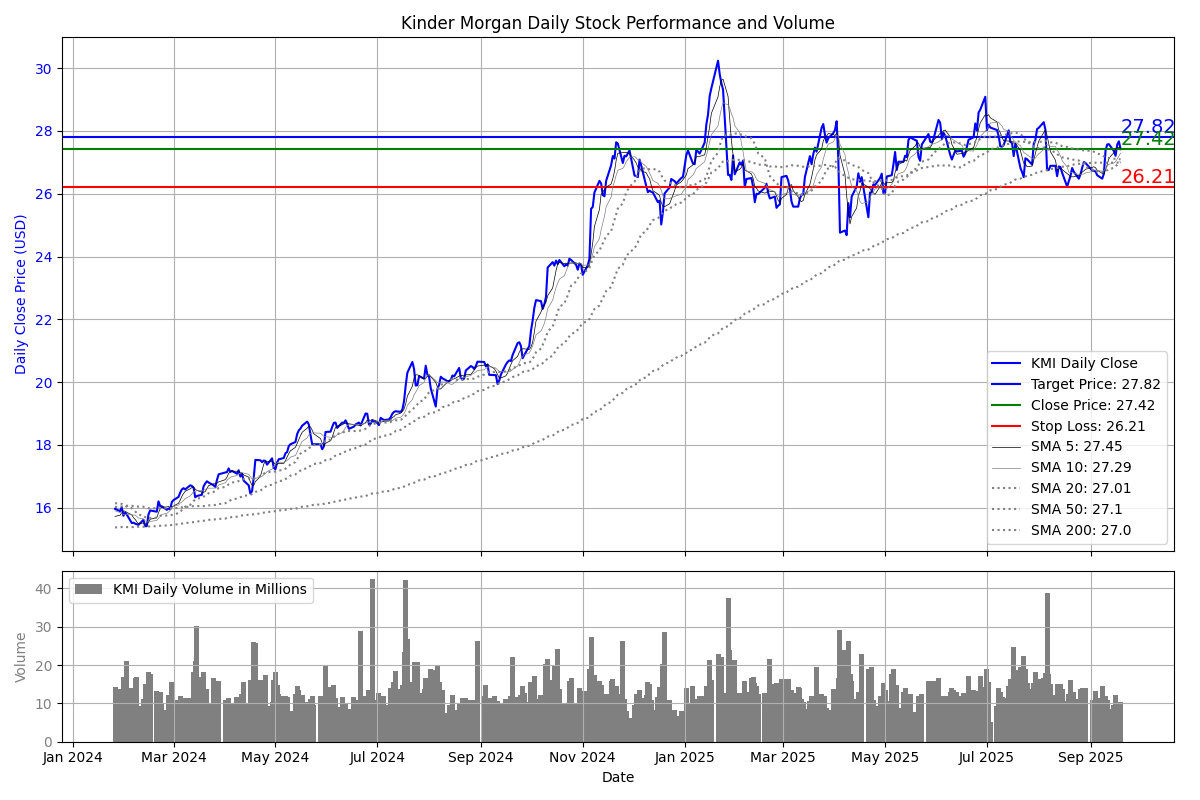 Kinder Morgan Daily Stock Performance and Volume
Daily Close Price (USD)
30
28
26
24
22
20
18
16
27.82
27.42
26.21
KMI Daily Close
Target Price: 27.82
Close Price: 27.42
Stop Loss: 26.21
SMA 5: 27.45
SMA 10: 27.29
SMA 20: 27.01
SMA 50: 27.1
SMA 200: 27.0
KMI Daily Volume in Millions
Volume
40
30
20
10
0
Jan 2024 Mar 2024 May 2024 Jul 2024 Sep 2024 Nov 2024 Jan 2025 Mar 2025 May 2025 Jul 2025 Sep 2025
Date